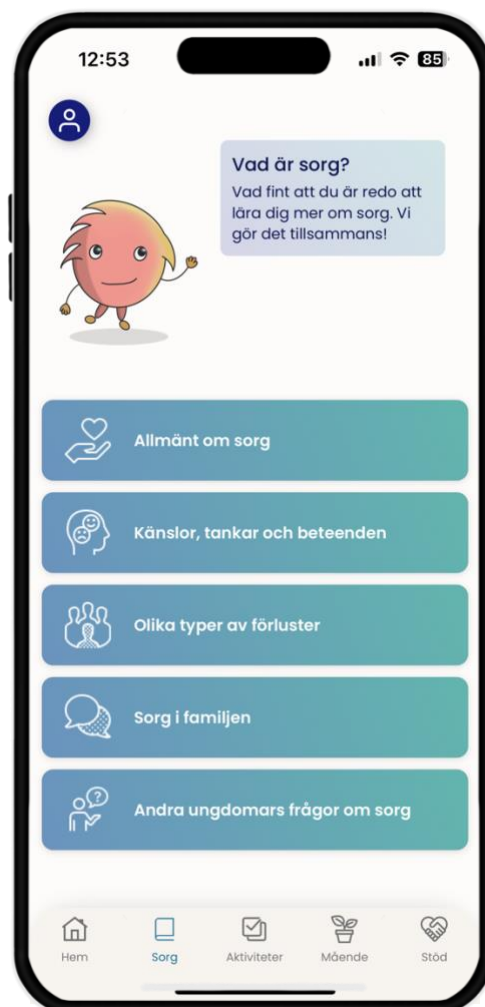 12:53
85
Vad är sorg?
Vad fint att du är redo att
lära dig mer om sorg. Vi
gör det tillsammans!
Allmänt om sorg
Känslor, tankar och beteenden
Olika typer av förluster
Sorg i familjen
?
Andra ungdomars frågor om sorg
Hem
Sorg
Aktiviteter
Mående
Stöd